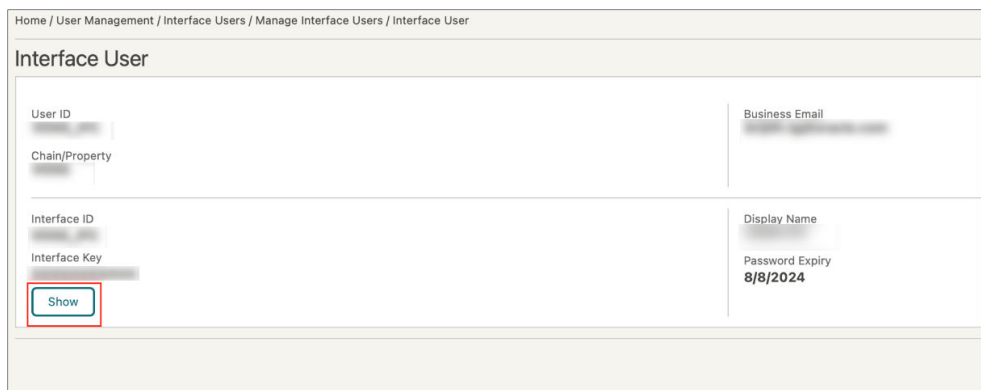 Home / User Management / Interface Users / Manage Interface Users / Interface User
Interface User
User ID
Business Email
Chain/Property
Interface ID
Display Name
Interface Key
Password Expiry
8/8/2024
Show